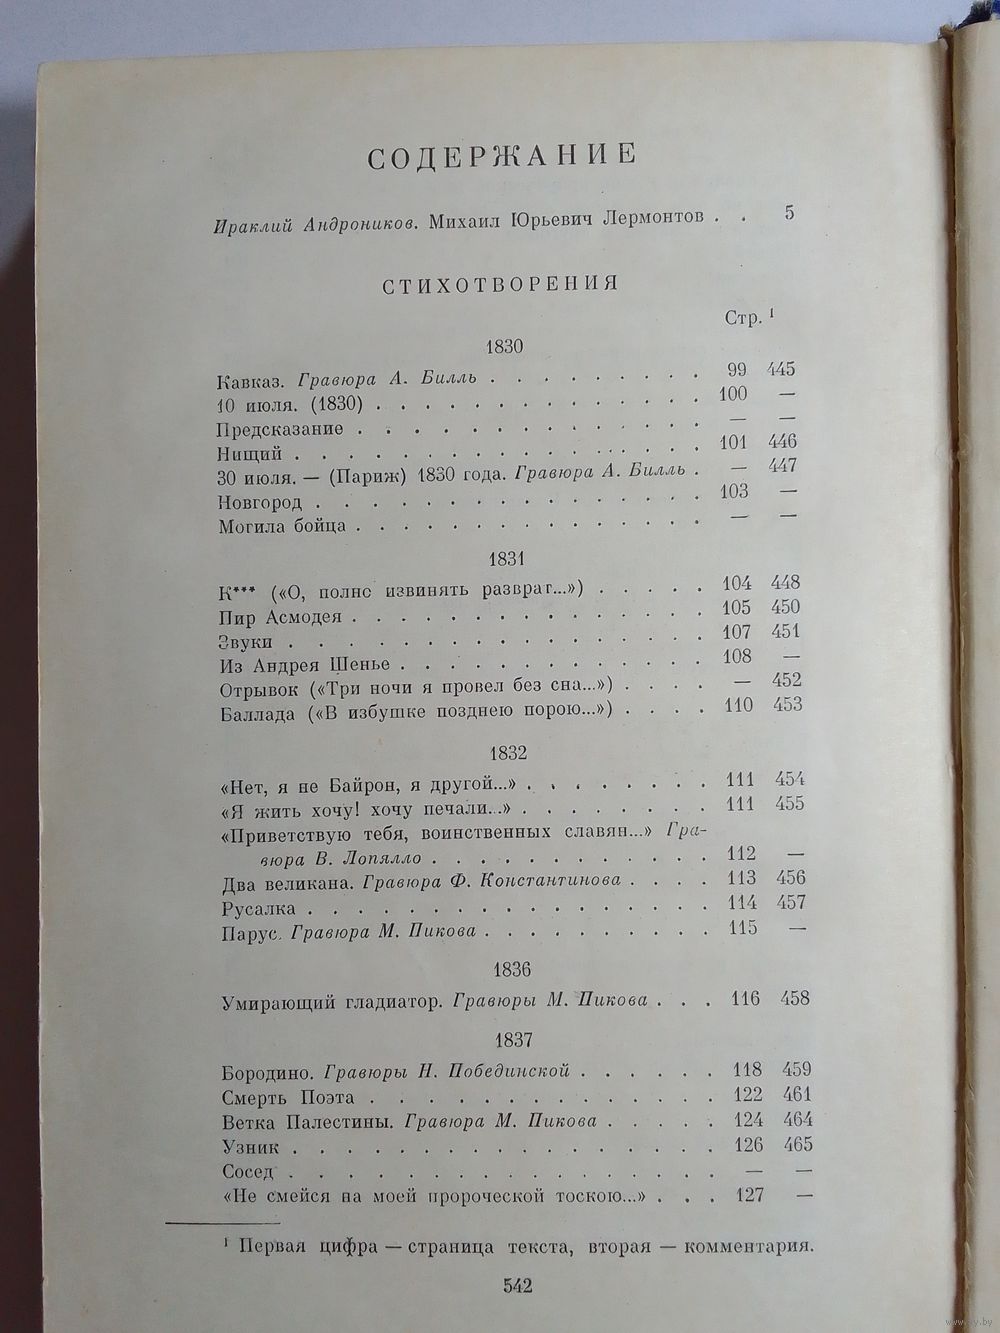 СОДЕРЖАНИЕ
Ираклий Андроников. Михаил Юрьевич Лермонтов . . 5
СТИХОТВОРЕНИЯ
Стр. ¹
1830
Кавказ. Гравюра А. Билль . . . . . . . . . 99 445
10 июля. (1830) . . . . . . . . . . . . . 100 —
Предсказание . . . . . . . . . . . . . — —
Нищий . . . . . . . . . . . . . . . . 101 446
30 июля. — (Париж) 1830 года. Гравюра А. Билль . — 447
Новгород . . . . . . . . . . . . . . . 103 —
Могила бойца . . . . . . . . . . . . . — —
1831
К*** («О, полно извинять разврат...») . . . . . 104 448
Пир Асмодея . . . . . . . . . . . . . . 105 450
Звуки . . . . . . . . . . . . . . . . 107 451
Из Андрея Шенье . . . . . . . . . . . . 108 —
Отрывок («Три ночи я провел без сна...») . . . . — 452
Баллада («В избушке позднею порою...») . . . . 110 453
1832
«Нет, я не Байрон, я другой...» . . . . . . . . 111 454
«Я жить хочу! хочу печали...» . . . . . . . . 111 455
«Приветствую тебя, воинственных славян...» Гра-
вюра В. Лопялло . . . . . . . . . . . 112 —
Два великана. Гравюра Ф. Константинова . . . . 113 456
Русалка . . . . . . . . . . . . . . . . 114 457
Парус. Гравюра М. Пикова . . . . . . . . . 115 —
1836
Умирающий гладиатор. Гравюры М. Пикова . . . 116 458
1837
Бородино. Гравюры Н. Побединской . . . . . . 118 459
Смерть Поэта . . . . . . . . . . . . . . 122 461
Ветка Палестины. Гравюра М. Пикова . . . . . 124 464
Узник . . . . . . . . . . . . . . . . . 126 465
Сосед . . . . . . . . . . . . . . . . . — —
«Не смейся на моей пророческой тоскою...» . . . 127 —
¹ Первая цифра — страница текста, вторая — комментария.
542